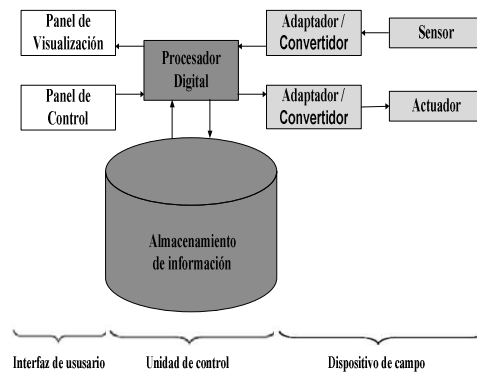 Panel de
Visualización
Procesador
Digital
Adaptador /
Convertidor
Sensor
Panel de
Control
Adaptador /
Convertidor
Actuador
Almacenamiento
de información
Interfaz de ususario
Unidad de control
Dispositivo de campo